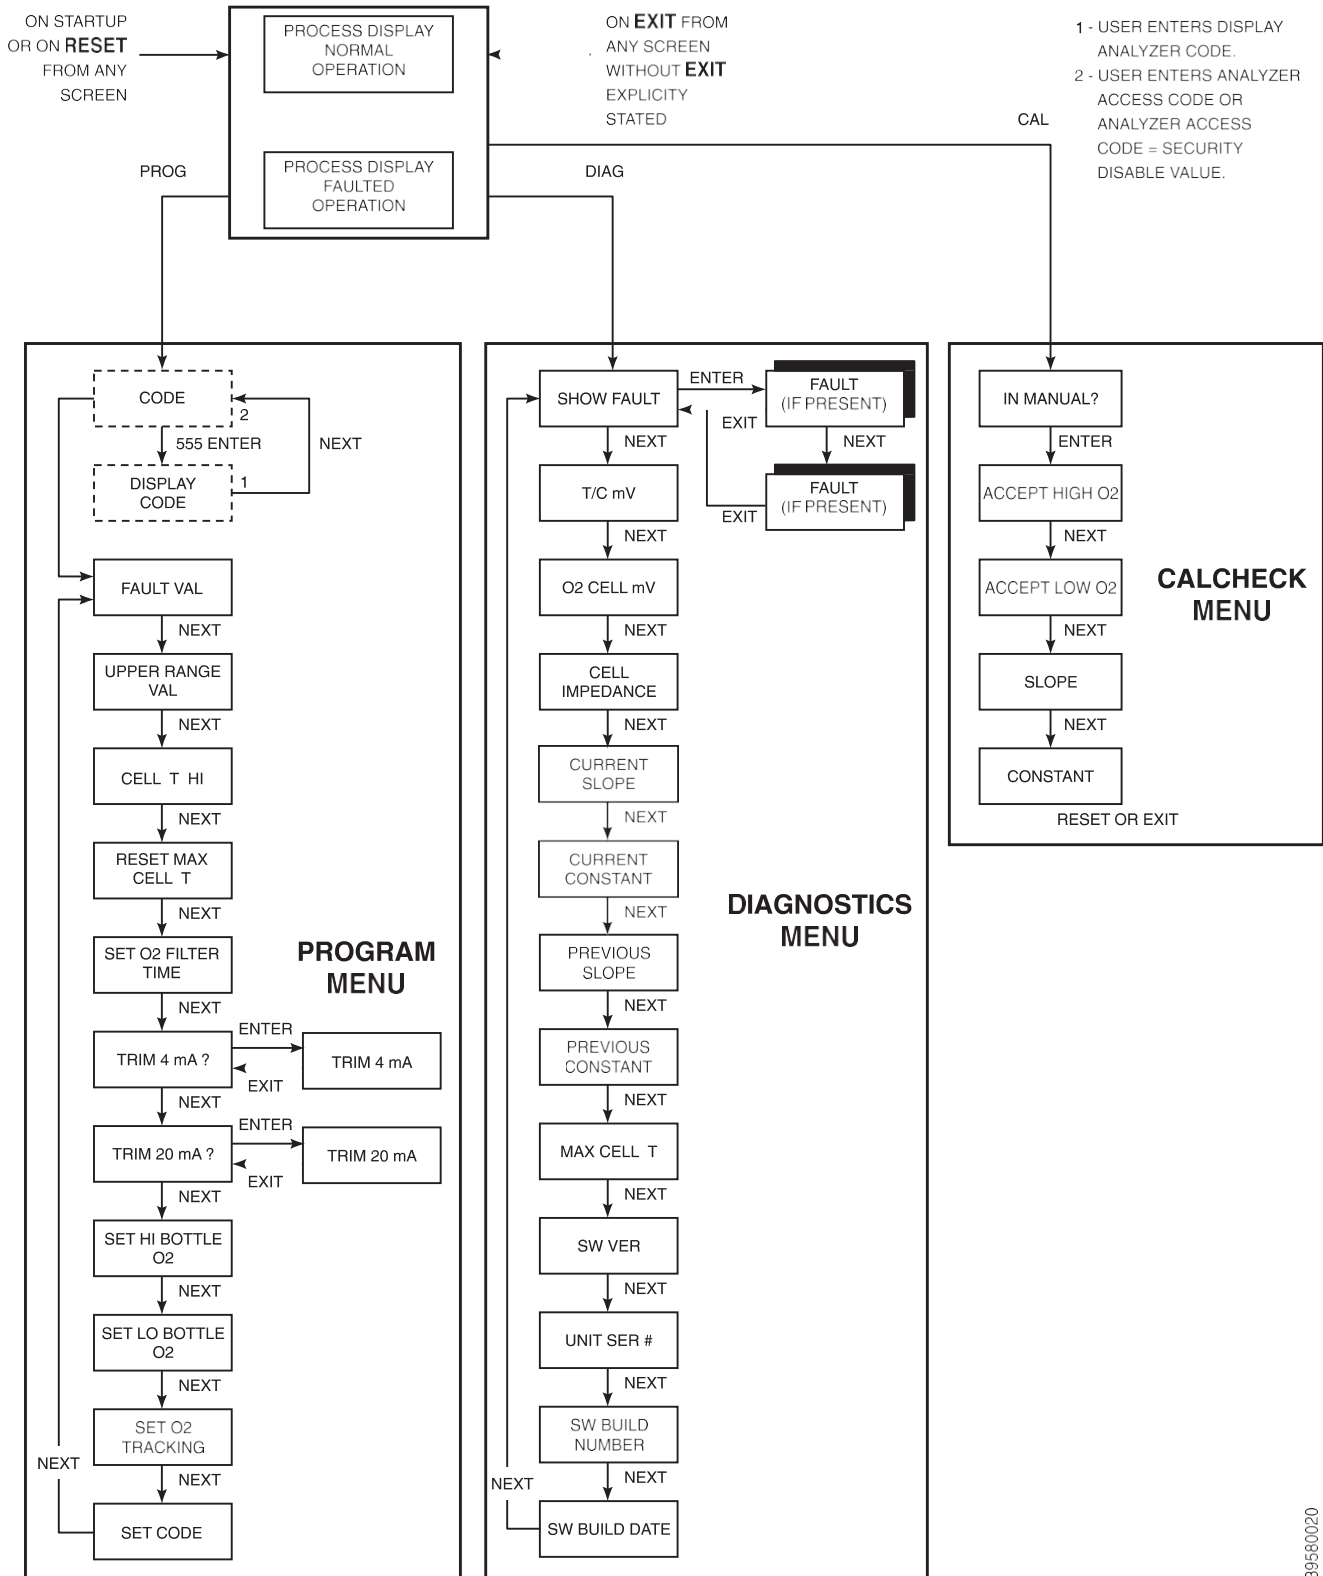 ON STARTUP
OR ON RESET
FROM ANY
SCREEN
PROCESS DISPLAY
NORMAL
OPERATION
PROCESS DISPLAY
FAULTED
OPERATION
ON EXIT FROM
ANY SCREEN
WITHOUT EXIT
EXPLICITY
STATED
1 - USER ENTERS DISPLAY
ANALYZER CODE.
2 - USER ENTERS ANALYZER
ACCESS CODE OR
ANALYZER ACCESS
CODE = SECURITY
DISABLE VALUE.
PROG
DIAG
CAL
CODE
2
555 ENTER
NEXT
DISPLAY
CODE
1
FAULT VAL
NEXT
UPPER RANGE
VAL
NEXT
CELL T HI
NEXT
RESET MAX
CELL T
NEXT
SET O2 FILTER
TIME
NEXT
PROGRAM
MENU
TRIM 4 mA ?
ENTER
EXIT
TRIM 4 mA
NEXT
TRIM 20 mA ?
ENTER
EXIT
TRIM 20 mA
NEXT
SET HI BOTTLE
O2
NEXT
SET LO BOTTLE
O2
NEXT
SET O2
TRACKING
NEXT
NEXT
SET CODE
SHOW FAULT
ENTER
FAULT
(IF PRESENT)
EXIT
NEXT
NEXT
T/C mV
FAULT
(IF PRESENT)
EXIT
NEXT
O2 CELL mV
NEXT
CELL
IMPEDANCE
NEXT
CURRENT
SLOPE
NEXT
CURRENT
CONSTANT
NEXT
DIAGNOSTICS
MENU
PREVIOUS
SLOPE
NEXT
PREVIOUS
CONSTANT
NEXT
MAX CELL T
NEXT
SW VER
NEXT
UNIT SER #
NEXT
SW BUILD
NUMBER
NEXT
NEXT
SW BUILD DATE
IN MANUAL?
ENTER
ACCEPT HIGH O2
NEXT
ACCEPT LOW O2
NEXT
CALCHECK
MENU
SLOPE
NEXT
CONSTANT
RESET OR EXIT